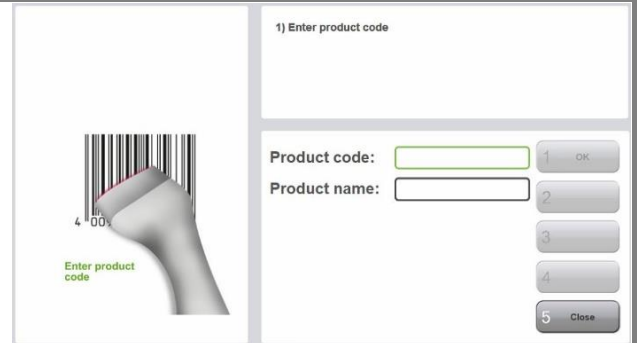 1) Enter product code
4 00
Enter product
code
Product code:
Product name:
1 OK
2
3
4
5 Close